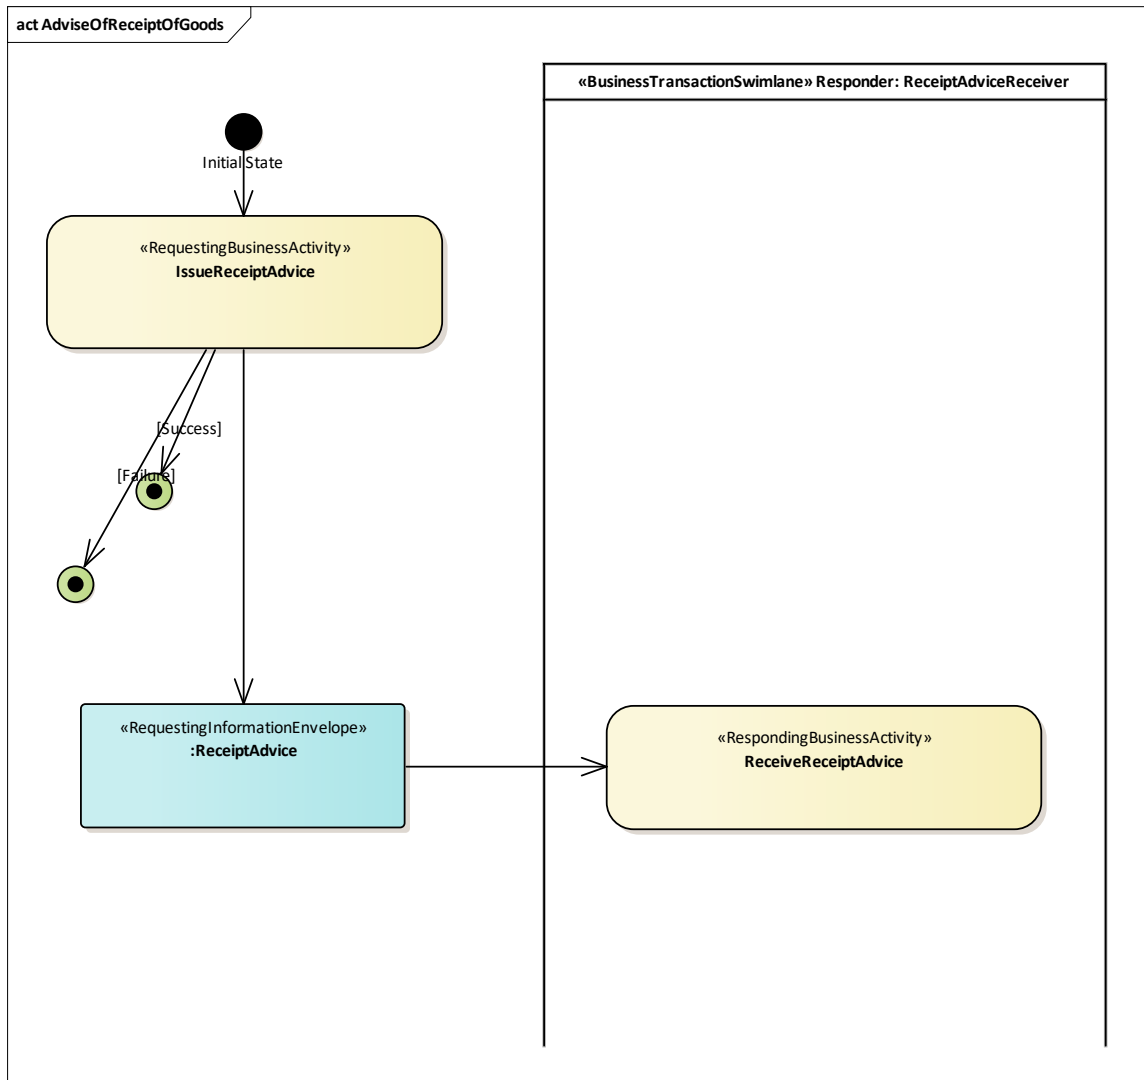 act AdviseOfReceiptOfGoods
«BusinessTransactionSwimlane» Responder: ReceiptAdviceReceiver
Initial State
«RequestingBusinessActivity»
IssueReceiptAdvice
[Success]
[Failure]
«RequestingInformationEnvelope»
:ReceiptAdvice
«RespondingBusinessActivity»
ReceiveReceiptAdvice